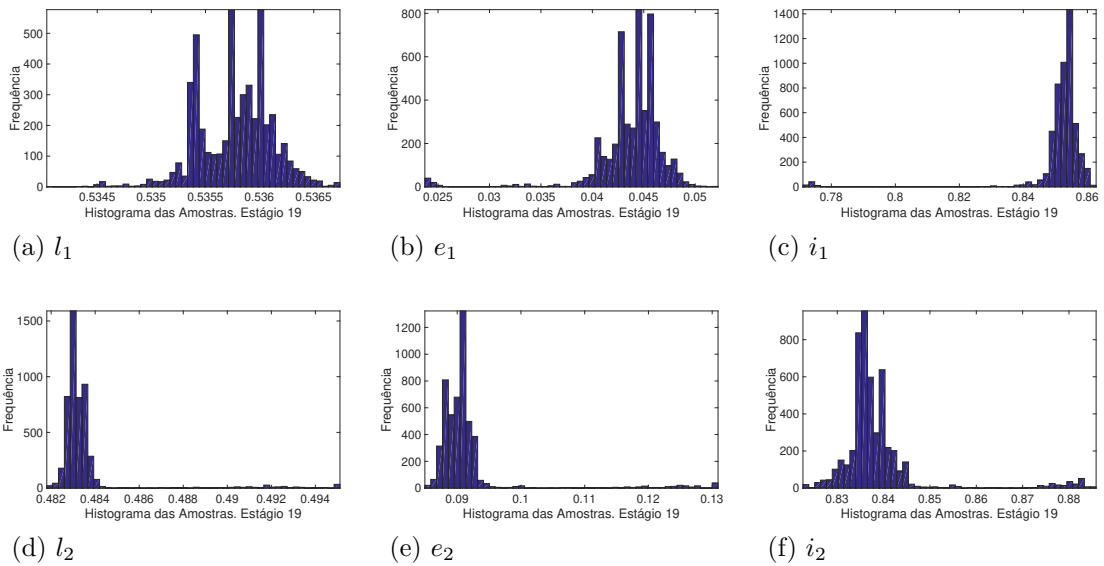 500
400
300
200
100
0
Frequência
0.5345 0.535 0.5355 0.536 0.5365
Histograma das Amostras. Estágio 19
(a) l₁
800
600
400
200
0
Frequência
0.025 0.03 0.035 0.04 0.045 0.05
Histograma das Amostras. Estágio 19
(b) e₁
1400
1200
1000
800
600
400
200
0
Frequência
0.78 0.8 0.82 0.84 0.86
Histograma das Amostras. Estágio 19
(c) i₁
1500
1000
500
0
Frequência
0.482 0.484 0.486 0.488 0.49 0.492 0.494
Histograma das Amostras. Estágio 19
(d) l₂
1200
1000
800
600
400
200
0
Frequência
0.09 0.1 0.11 0.12 0.13
Histograma das Amostras. Estágio 19
(e) e₂
800
600
400
200
0
Frequência
0.83 0.84 0.85 0.86 0.87 0.88
Histograma das Amostras. Estágio 19
(f) i₂